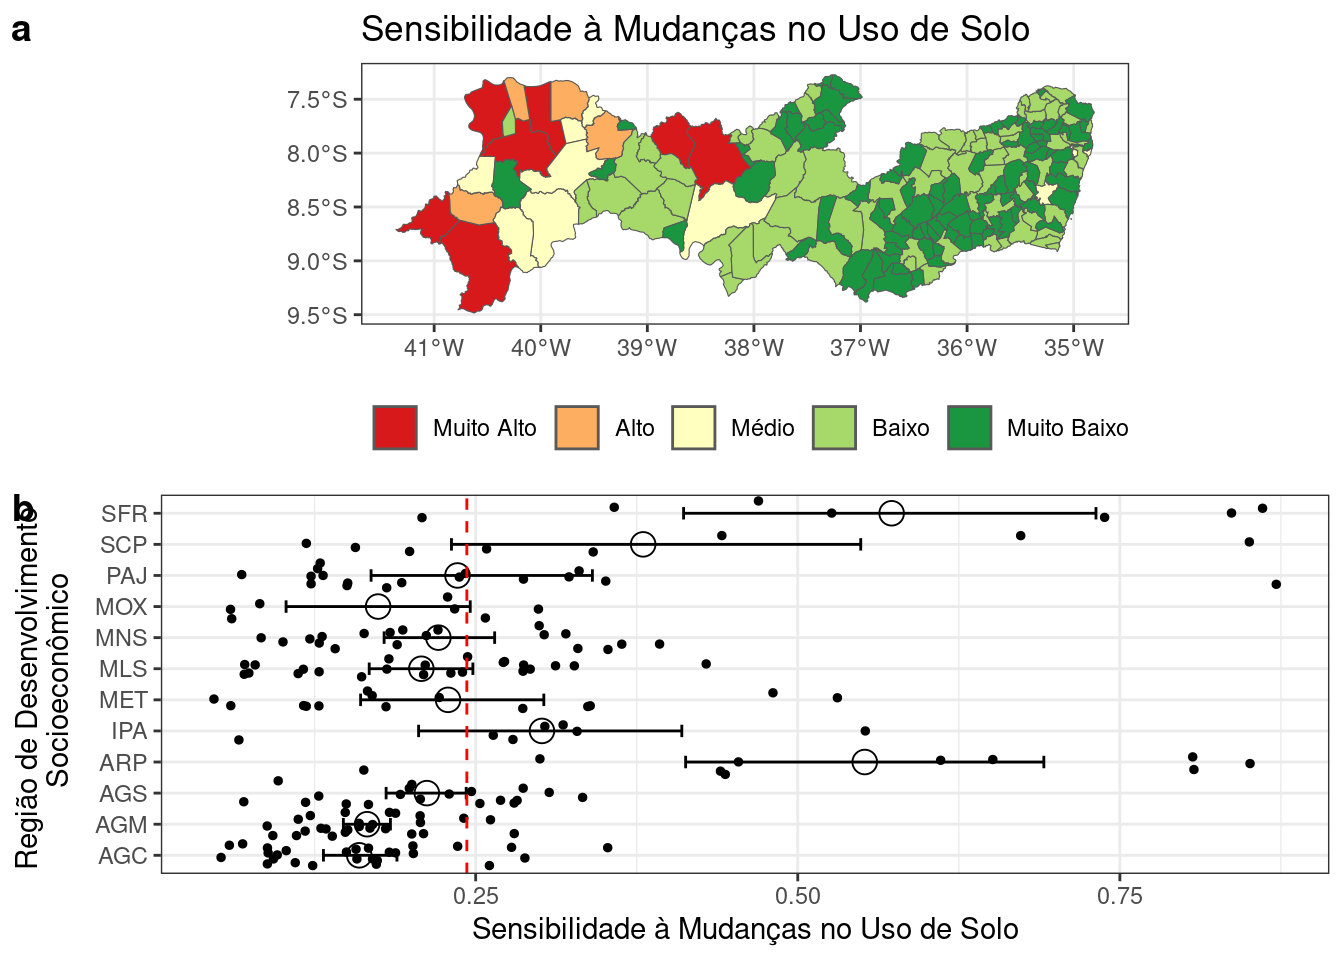 a
Sensibilidade à Mudanças no Uso de Solo
7.5°S
8.0°S
8.5°S
9.0°S
9.5°S
41°W 40°W 39°W 38°W 37°W 36°W 35°W
Muito Alto Alto Médio Baixo Muito Baixo
b
Região de Desenvolvimento
Socioeconômico
SFR
SCP
PAJ
MOX
MNS
MLS
MET
IPA
ARP
AGS
AGM
AGC
0.25 0.50 0.75
Sensibilidade à Mudanças no Uso de Solo